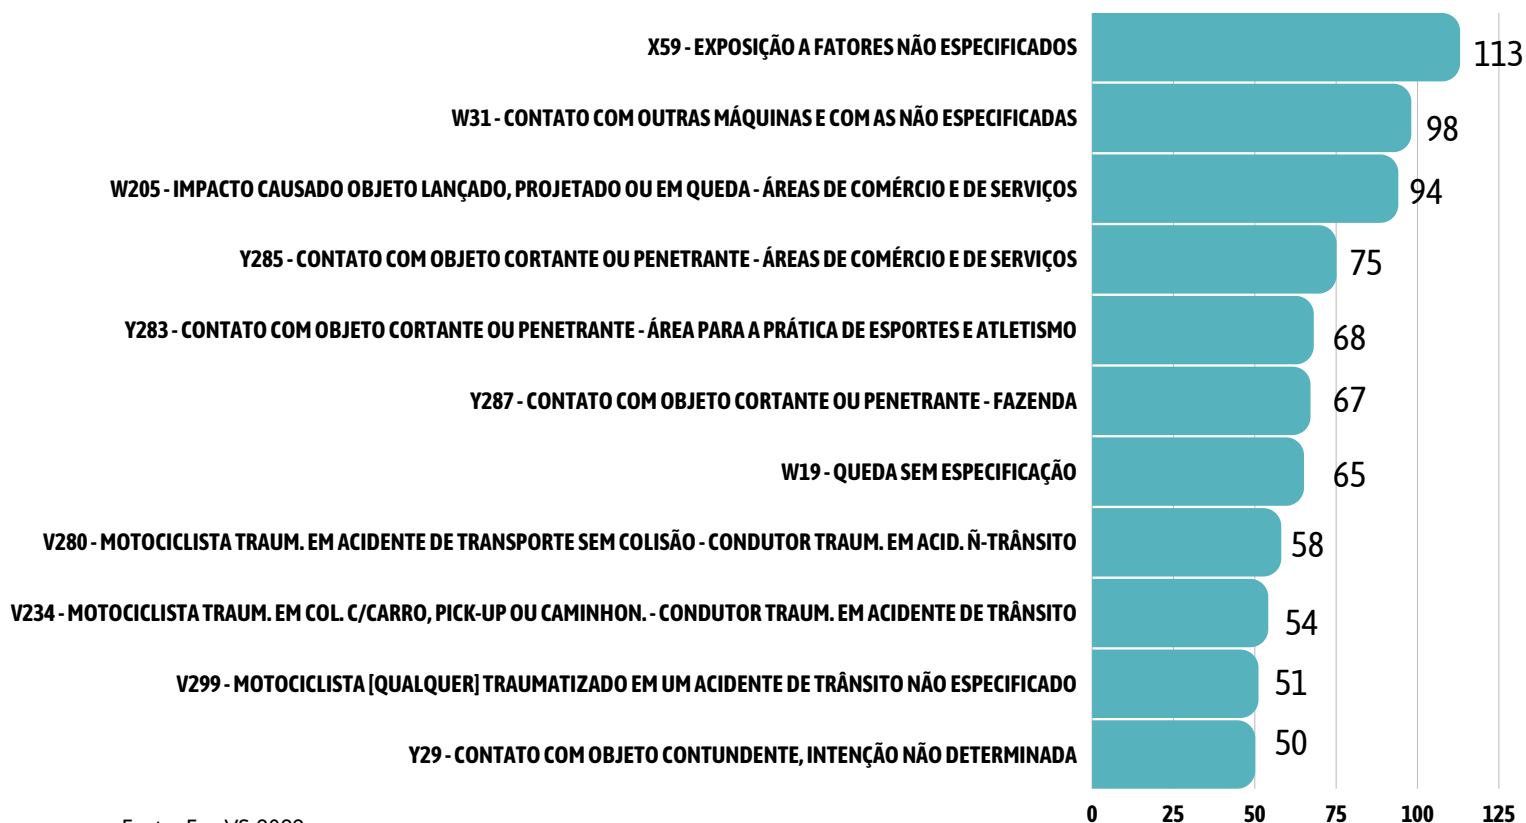 X59 - EXPOSIÇÃO A FATORES NÃO ESPECIFICADOS 113
W31 - CONTATO COM OUTRAS MÁQUINAS E COM AS NÃO ESPECIFICADAS 98
W205 - IMPACTO CAUSADO OBJETO LANÇADO, PROJETADO OU EM QUEDA - ÁREAS DE COMÉRCIO E DE SERVIÇOS 94
Y285 - CONTATO COM OBJETO CORTANTE OU PENETRANTE - ÁREAS DE COMÉRCIO E DE SERVIÇOS 75
Y283 - CONTATO COM OBJETO CORTANTE OU PENETRANTE - ÁREA PARA A PRÁTICA DE ESPORTES E ATLETISMO 68
Y287 - CONTATO COM OBJETO CORTANTE OU PENETRANTE - FAZENDA 67
W19 - QUEDA SEM ESPECIFICAÇÃO 65
V280 - MOTOCICLISTA TRAUM. EM ACIDENTE DE TRANSPORTE SEM COLISÃO - CONDUTOR TRAUM. EM ACID. Ñ-TRÂNSITO 58
V234 - MOTOCICLISTA TRAUM. EM COL. C/CARRO, PICK-UP OU CAMINHON. - CONDUTOR TRAUM. EM ACIDENTE DE TRÂNSITO 54
V299 - MOTOCICLISTA [QUALQUER] TRAUMATIZADO EM UM ACIDENTE DE TRÂNSITO NÃO ESPECIFICADO 51
Y29 - CONTATO COM OBJETO CONTUNDENTE, INTENÇÃO NÃO DETERMINADA 50
0 25 50 75 100 125